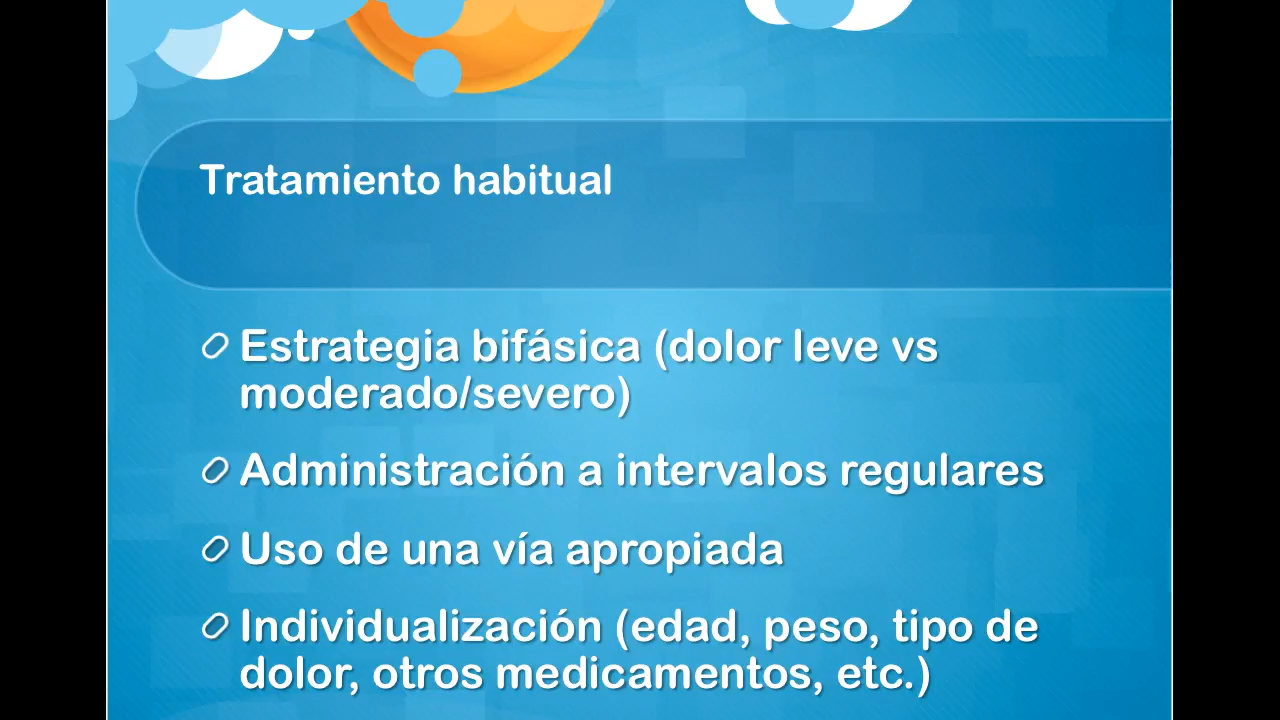 Tratamiento habitual
Estrategia bifásica (dolor leve vs
moderado/severo)
Administración a intervalos regulares
Uso de una vía apropiada
Individualización (edad, peso, tipo de
dolor, otros medicamentos, etc.)